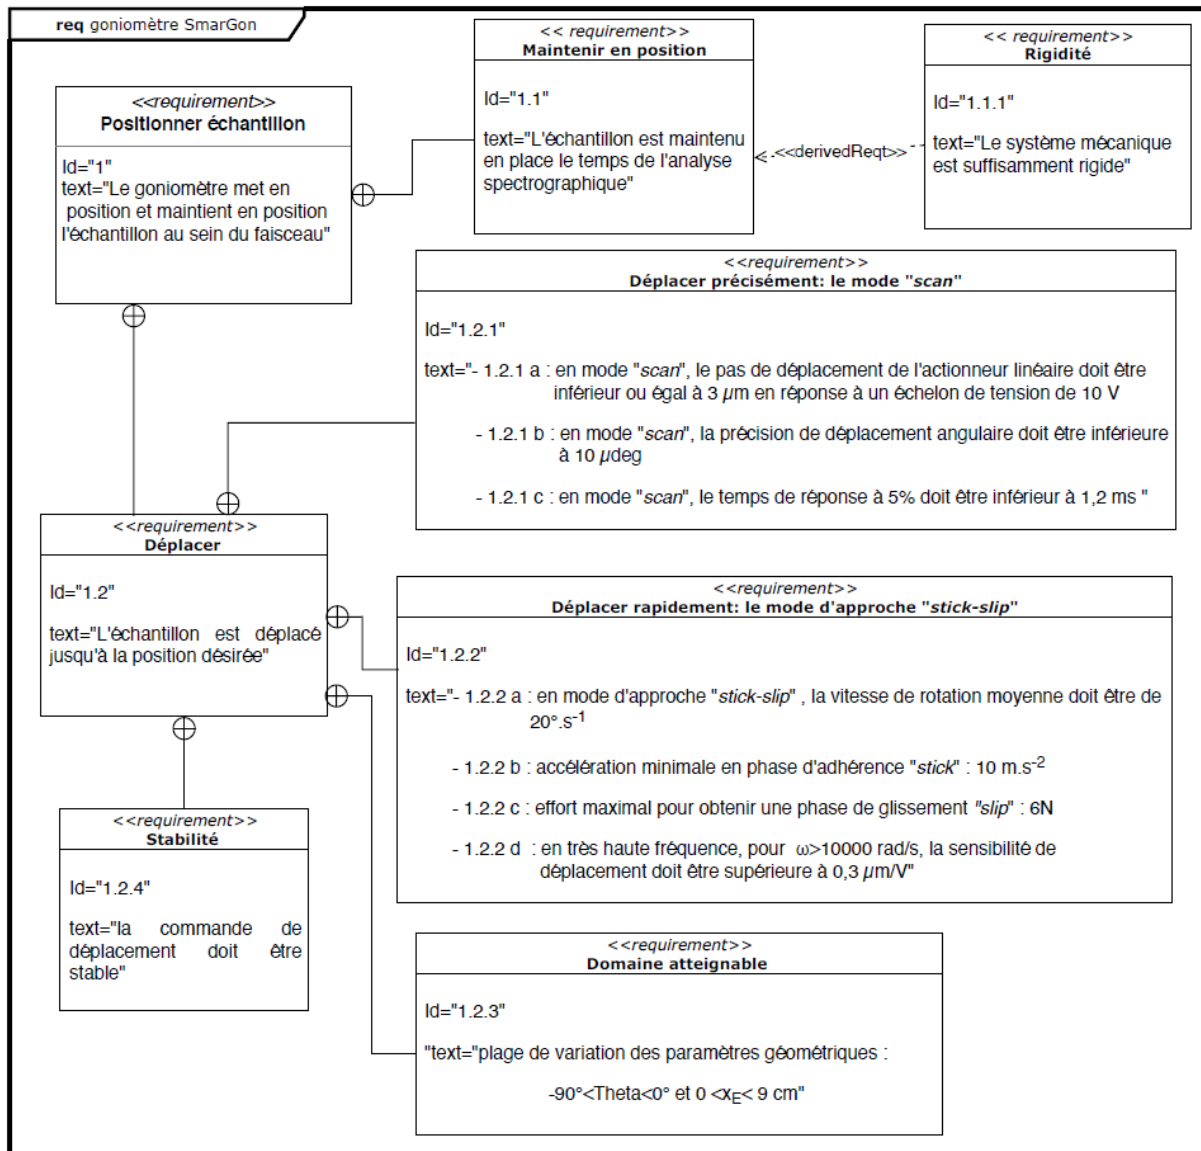 req goniomètre SmarGon
<< requirement>>
Maintenir en position
Id="1.1"
text="L'échantillon est maintenu
en place le temps de l'analyse
spectrographique"
<< requirement>>
Rigidité
Id="1.1.1"
text="Le système mécanique
est suffisamment rigide"
<<derivedReqt>>
<<requirement>>
Positionner échantillon
Id="1"
text="Le goniomètre met en
position et maintient en position
l'échantillon au sein du faisceau"
<<requirement>>
Déplacer précisément: le mode "scan"
Id="1.2.1"
text="- 1.2.1 a : en mode "scan", le pas de déplacement de l'actionneur linéaire doit être
inférieur ou égal à 3 µm en réponse à un échelon de tension de 10 V
- 1.2.1 b : en mode "scan", la précision de déplacement angulaire doit être inférieure
à 10 µdeg
- 1.2.1 c : en mode "scan", le temps de réponse à 5% doit être inférieur à 1,2 ms "
<<requirement>>
Déplacer
Id="1.2"
text="L'échantillon est déplacé
jusqu'à la position désirée"
<<requirement>>
Déplacer rapidement: le mode d'approche "stick-slip"
Id="1.2.2"
text="- 1.2.2 a : en mode d'approche "stick-slip" , la vitesse de rotation moyenne doit être de
20°.s⁻¹
- 1.2.2 b : accélération minimale en phase d'adhérence "stick" : 10 m.s⁻²
- 1.2.2 c : effort maximal pour obtenir une phase de glissement "slip" : 6N
- 1.2.2 d : en très haute fréquence, pour ω>10000 rad/s, la sensibilité de
déplacement doit être supérieure à 0,3 µm/V"
<<requirement>>
Stabilité
Id="1.2.4"
text="la commande de
déplacement doit être
stable"
<<requirement>>
Domaine atteignable
Id="1.2.3"
"text="plage de variation des paramètres géométriques :
-90°<Theta<0° et 0 <x_E< 9 cm"